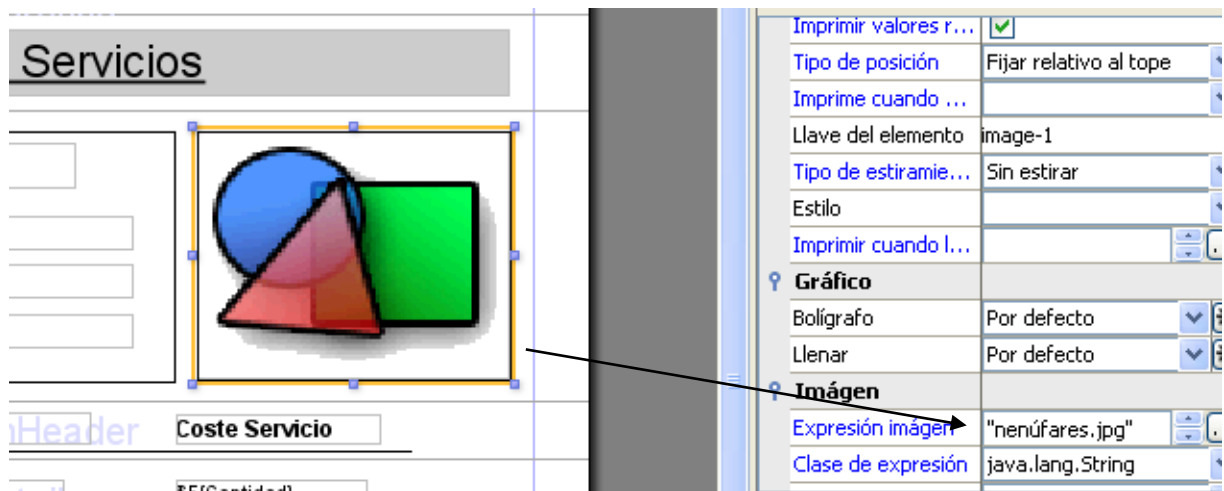 Servicios
nHeader
Coste Servicio
Imprimir valores r...
Tipo de posición Fijar relativo al tope
Imprime cuando ...
Llave del elemento image-1
Tipo de estiramie... Sin estirar
Estilo
Imprimir cuando l...
Gráfico
Bolígrafo Por defecto
Llenar Por defecto
Imágen
Expresión imágen "nenúfares.jpg"
Clase de expresión java.lang.String